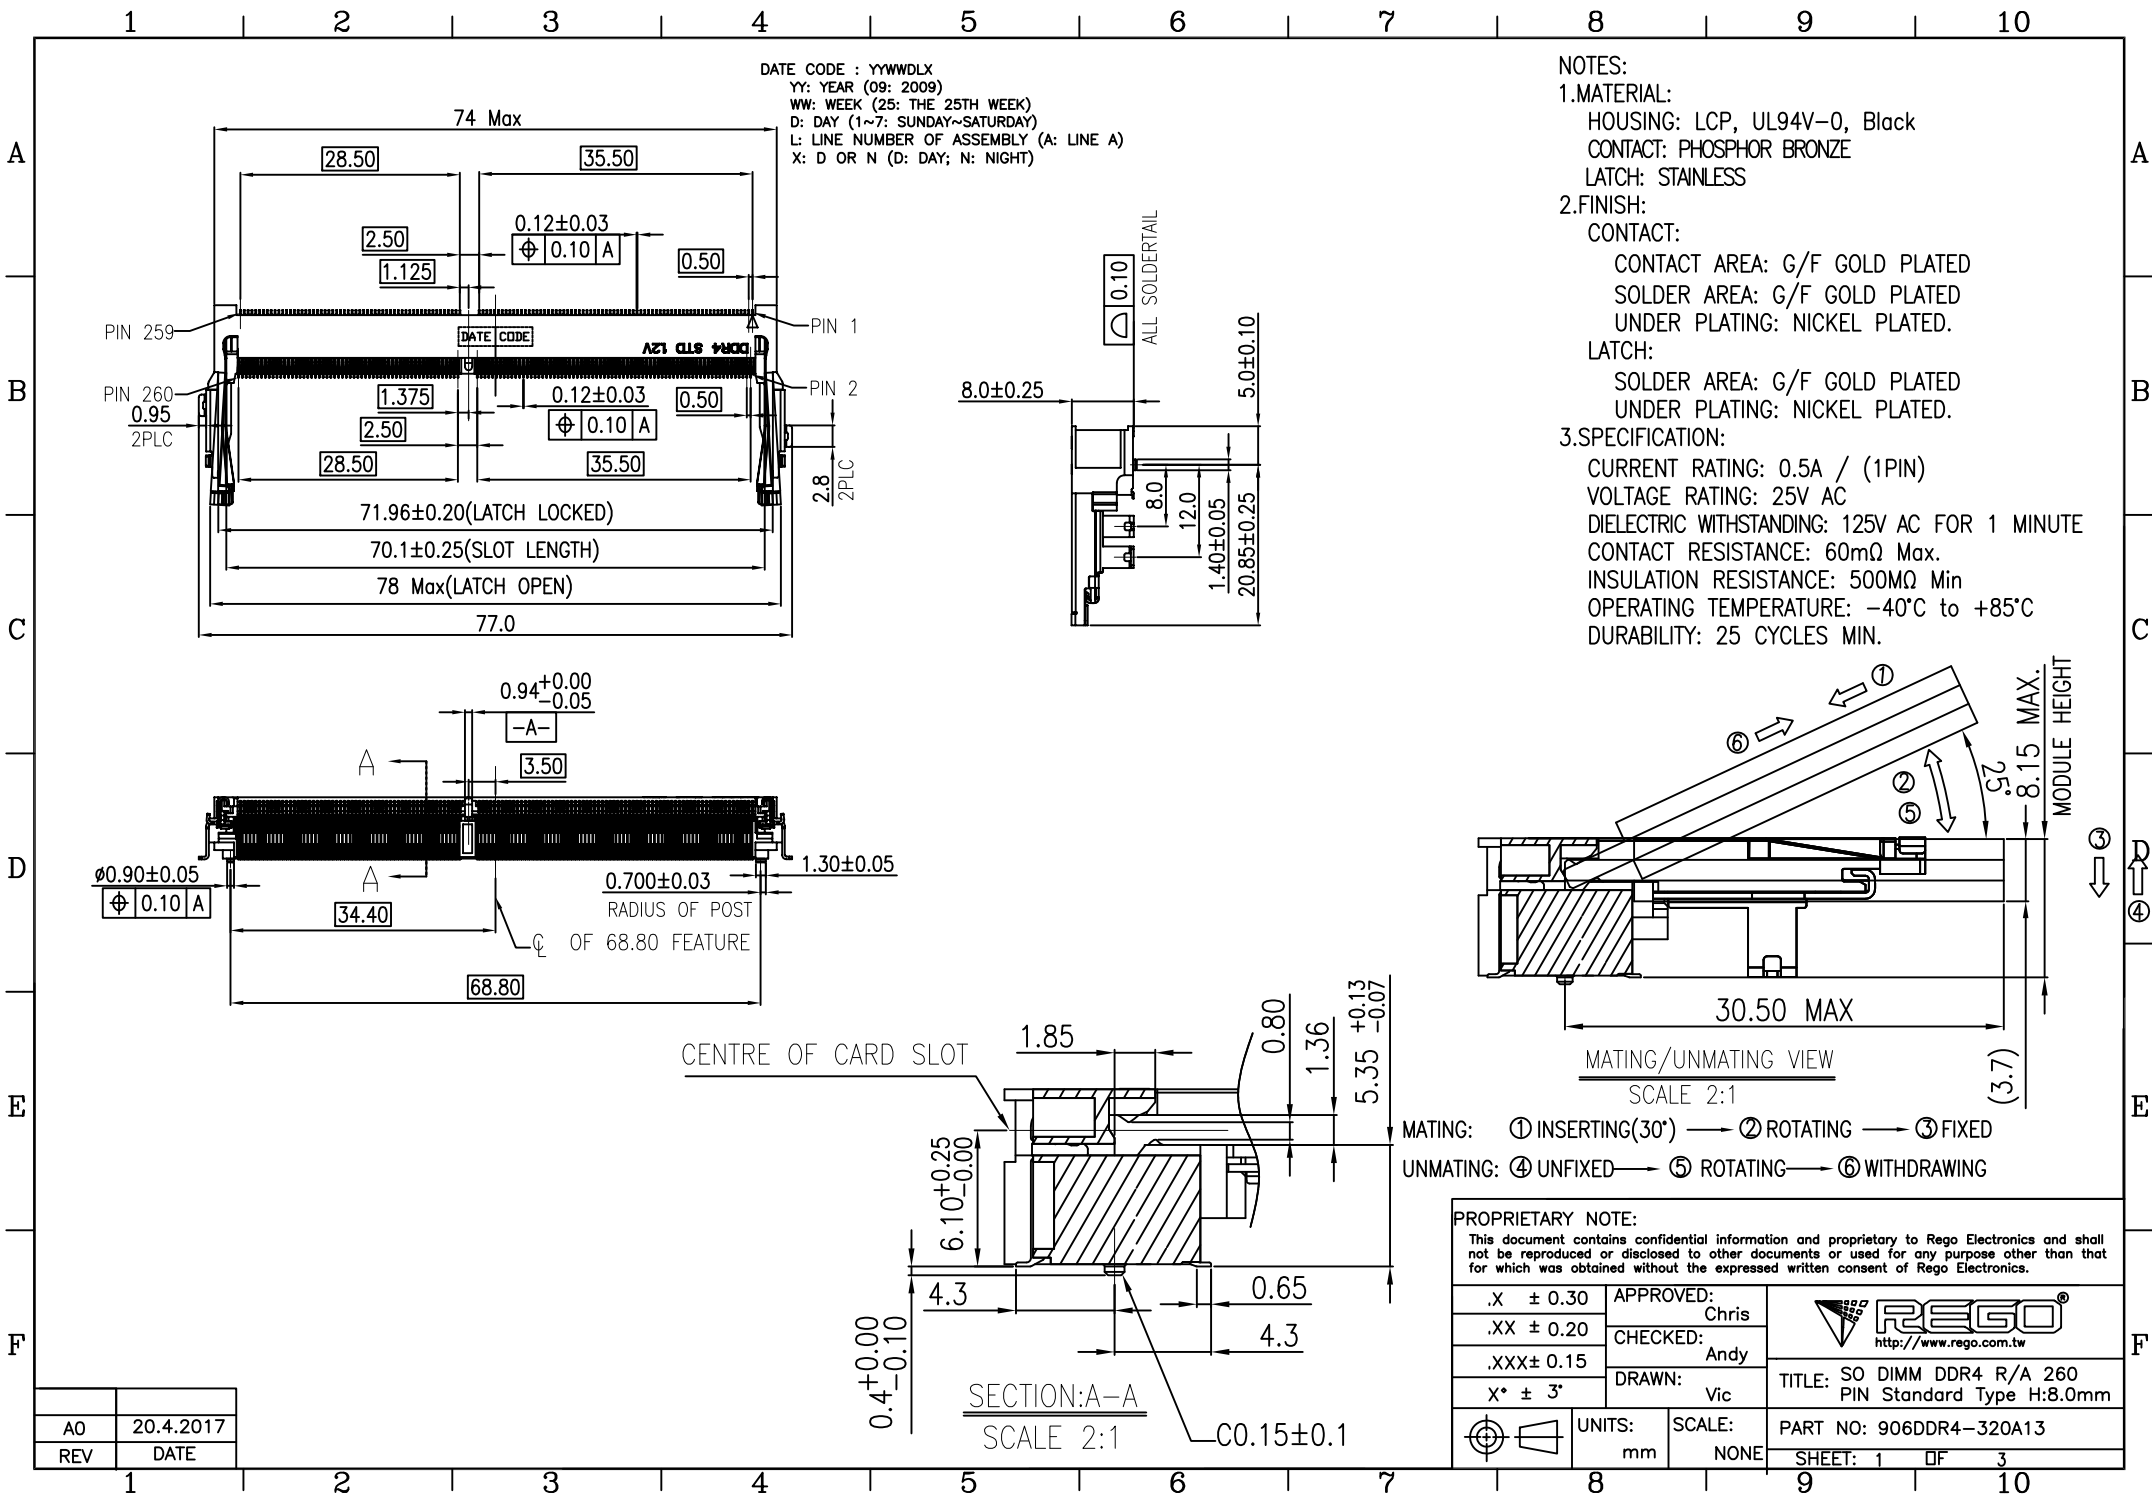 1 2 3 4 5 6 7 8 9 10
A
B
C
D
E
F
A
B
C
D
E
F
DATE CODE : YYWWDLX
YY: YEAR (09: 2009)
WW: WEEK (25: THE 25TH WEEK)
D: DAY (1~7: SUNDAY~SATURDAY)
L: LINE NUMBER OF ASSEMBLY (A: LINE A)
X: D OR N (D: DAY; N: NIGHT)
74 Max
28.50
35.50
2.50
0.12±0.03
⌖ 0.10 A
1.125
0.50
PIN 259
PIN 1
DATE CODE
DDR4 STD 1.2V
PIN 260
PIN 2
0.95
2PLC
1.375
0.12±0.03
0.50
2.50
⌖ 0.10 A
28.50
35.50
2.8
2PLC
71.96±0.20(LATCH LOCKED)
70.1±0.25(SLOT LENGTH)
78 Max(LATCH OPEN)
77.0
⌓ 0.10
ALL SOLDERTAIL
8.0±0.25
5.0±0.10
8.0
12.0
1.40±0.05
20.85±0.25
NOTES:
1.MATERIAL:
HOUSING: LCP, UL94V-0, Black
CONTACT: PHOSPHOR BRONZE
LATCH: STAINLESS
2.FINISH:
CONTACT:
CONTACT AREA: G/F GOLD PLATED
SOLDER AREA: G/F GOLD PLATED
UNDER PLATING: NICKEL PLATED.
LATCH:
SOLDER AREA: G/F GOLD PLATED
UNDER PLATING: NICKEL PLATED.
3.SPECIFICATION:
CURRENT RATING: 0.5A / (1PIN)
VOLTAGE RATING: 25V AC
DIELECTRIC WITHSTANDING: 125V AC FOR 1 MINUTE
CONTACT RESISTANCE: 60mΩ Max.
INSULATION RESISTANCE: 500MΩ Min
OPERATING TEMPERATURE: -40°C to +85°C
DURABILITY: 25 CYCLES MIN.
0.94 +0.00
-0.05
-A-
3.50
A
A
ø0.90±0.05
⌖ 0.10 A
1.30±0.05
0.700±0.03
RADIUS OF POST
34.40
℄ OF 68.80 FEATURE
68.80
①
⑥
②
⑤
25°
8.15 MAX.
MODULE HEIGHT
③
④
30.50 MAX
(3.7)
MATING/UNMATING VIEW
SCALE 2:1
MATING: ① INSERTING(30°) → ② ROTATING → ③ FIXED
UNMATING: ④ UNFIXED → ⑤ ROTATING → ⑥ WITHDRAWING
CENTRE OF CARD SLOT
1.85
0.80
1.36
5.35 +0.13
-0.07
6.10 +0.25
-0.00
4.3
0.65
4.3
0.4 +0.00
-0.10
C0.15±0.1
SECTION:A-A
SCALE 2:1
PROPRIETARY NOTE:
This document contains confidential information and proprietary to Rego Electronics and shall
not be reproduced or disclosed to other documents or used for any purpose other than that
for which was obtained without the expressed written consent of Rego Electronics.
.X ± 0.30
.XX ± 0.20
.XXX± 0.15
X° ± 3°
APPROVED:
Chris
CHECKED:
Andy
DRAWN:
Vic
REGO®
http://www.rego.com.tw
TITLE: SO DIMM DDR4 R/A 260
PIN Standard Type H:8.0mm
UNITS:
mm
SCALE:
NONE
PART NO: 906DDR4-320A13
SHEET: 1 OF 3
A0 20.4.2017
REV DATE
1 2 3 4 5 6 7 8 9 10